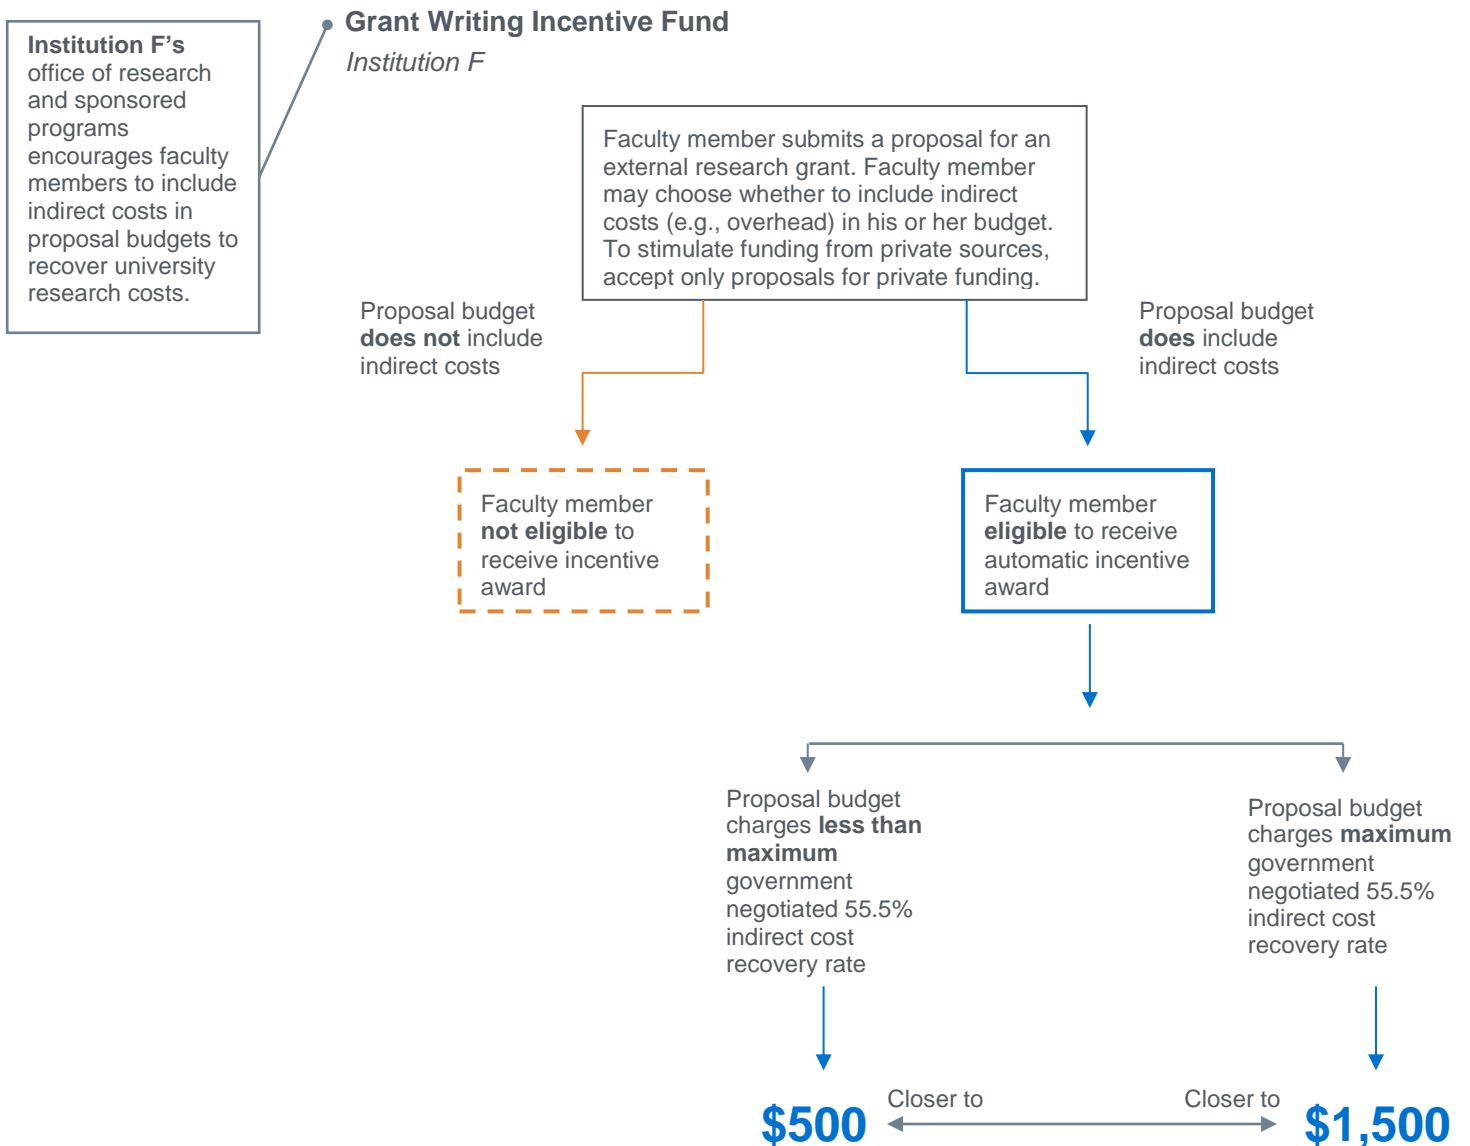 Institution F's
office of research
and sponsored
programs
encourages faculty
members to include
indirect costs in
proposal budgets to
recover university
research costs.
Grant Writing Incentive Fund
Institution F
Faculty member submits a proposal for an
external research grant. Faculty member
may choose whether to include indirect
costs (e.g., overhead) in his or her budget.
To stimulate funding from private sources,
accept only proposals for private funding.
Proposal budget
does not include
indirect costs
Proposal budget
does include
indirect costs
Faculty member
not eligible to
receive incentive
award
Faculty member
eligible to receive
automatic incentive
award
Proposal budget
charges less than
maximum
government
negotiated 55.5%
indirect cost
recovery rate
Proposal budget
charges maximum
government
negotiated 55.5%
indirect cost
recovery rate
$500
Closer to
Closer to
$1,500